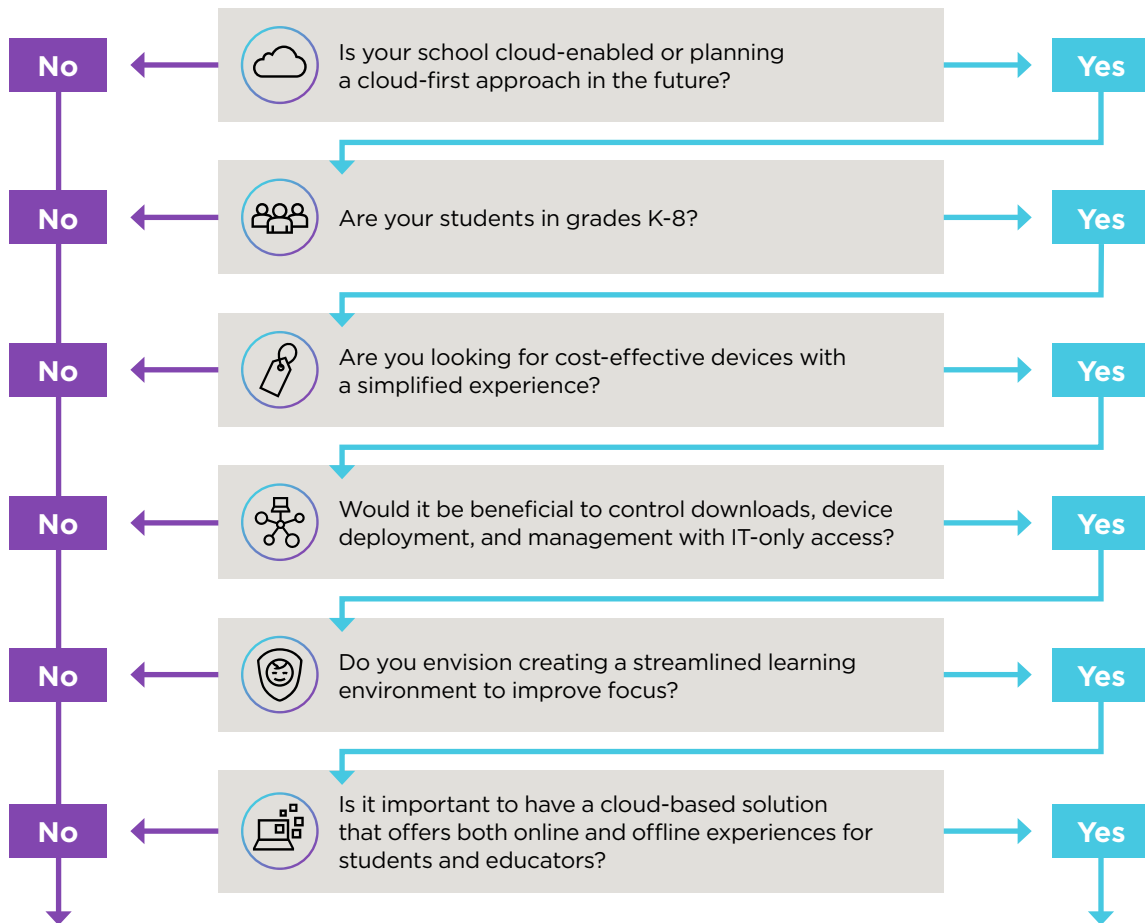 No
Is your school cloud-enabled or planning
a cloud-first approach in the future?
Yes
No
Are your students in grades K-8?
Yes
No
Are you looking for cost-effective devices with
a simplified experience?
Yes
No
Would it be beneficial to control downloads, device
deployment, and management with IT-only access?
Yes
No
Do you envision creating a streamlined learning
environment to improve focus?
Yes
No
Is it important to have a cloud-based solution
that offers both online and offline experiences for
students and educators?
Yes